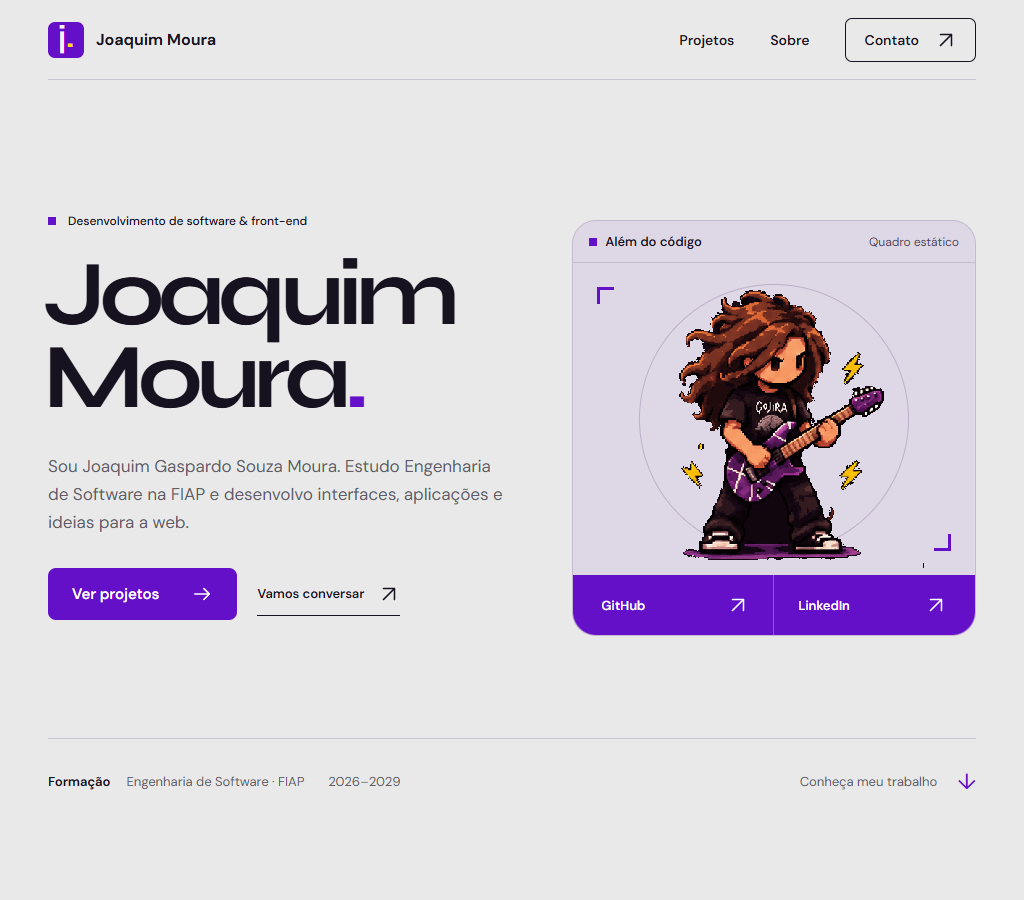 j.
Joaquim Moura
Projetos
Sobre
Contato
Desenvolvimento de software & front-end
Joaquim
Moura.
Sou Joaquim Gaspardo Souza Moura. Estudo Engenharia
de Software na FIAP e desenvolvo interfaces, aplicações e
ideias para a web.
Ver projetos
Vamos conversar
Além do código
Quadro estático
GOJIRA
GitHub
LinkedIn
Formação
Engenharia de Software · FIAP
2026–2029
Conheça meu trabalho